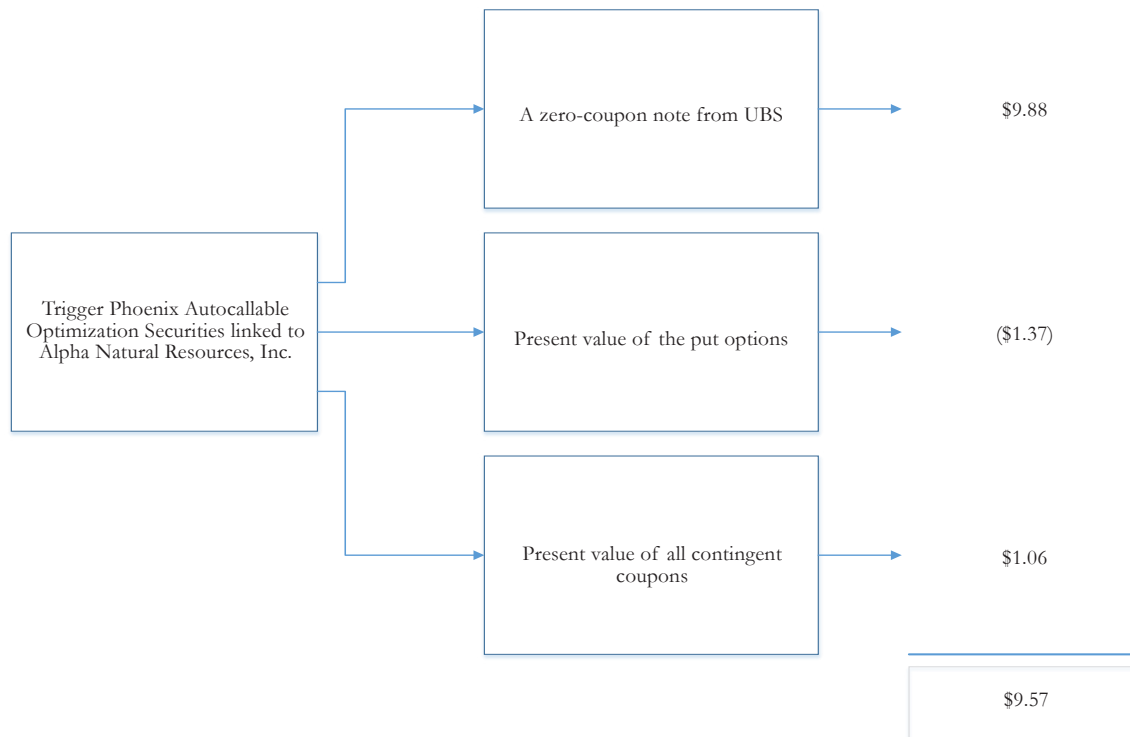 A zero-coupon note from UBS
$9.88
Trigger Phoenix Autocallable
Optimization Securities linked to
Alpha Natural Resources, Inc.
Present value of the put options
($1.37)
Present value of all contingent
coupons
$1.06
$9.57